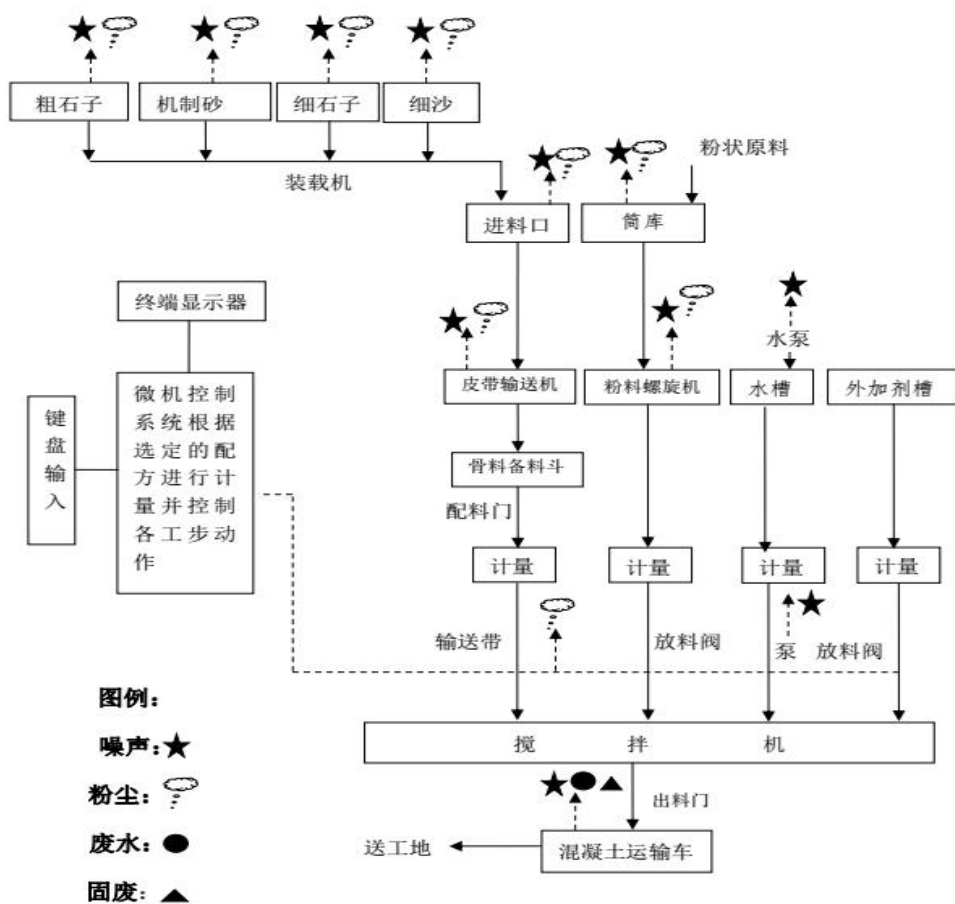 粗石子
机制砂
细石子
细沙
装载机
粉状原料
进料口
筒库
终端显示器
水泵
键
盘
输
入
微机控制
系统根据
选定的配
方进行计
量并控制
各工步动
作
皮带输送机
粉料螺旋机
水槽
外加剂槽
骨料备料斗
配料门
计量
计量
计量
计量
输送带
放料阀
泵
放料阀
搅 拌 机
出料门
送工地
混凝土运输车
图例：
噪声：
粉尘：
废水：
固废：